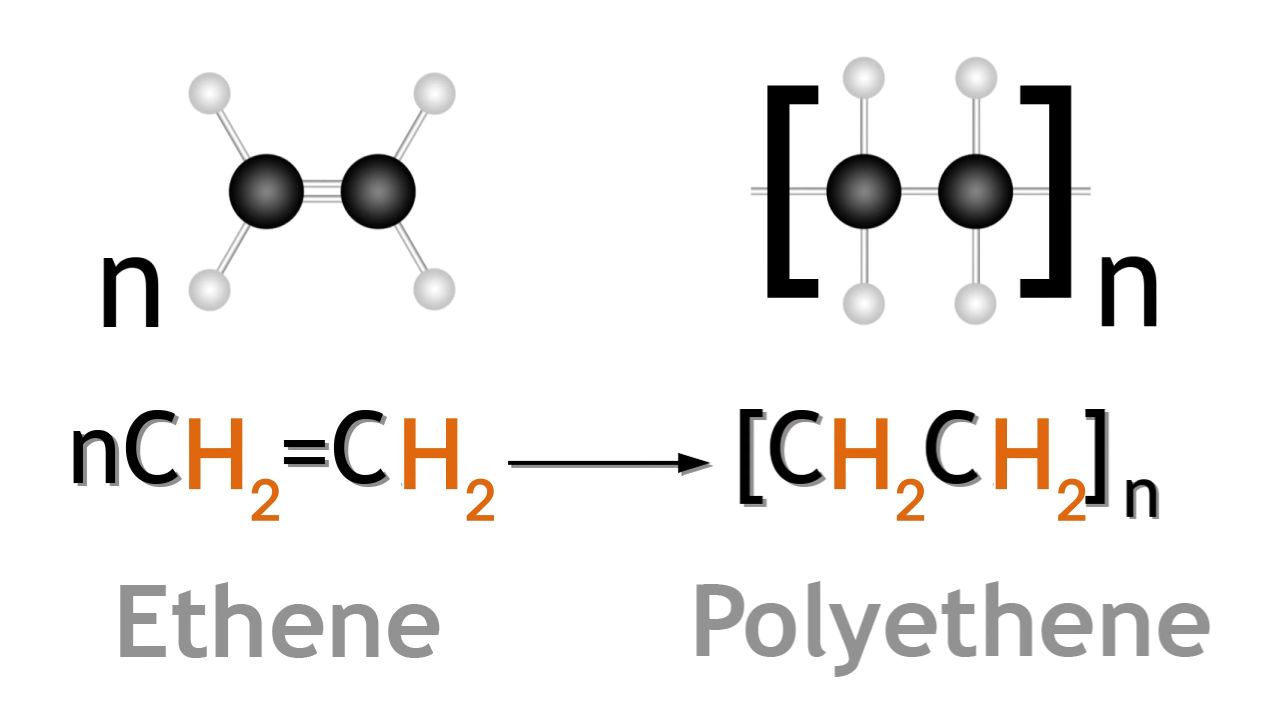 n [ ] n
nCH₂=CH₂ → [CH₂CH₂]ₙ
Ethene Polyethene